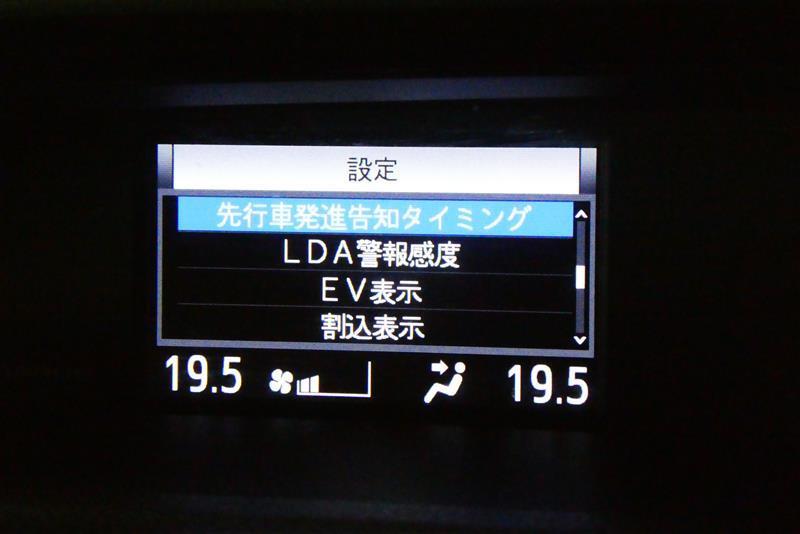 設定
先行車発進告知タイミング
ＬＤＡ警報感度
ＥＶ表示
割込表示
19.5 19.5